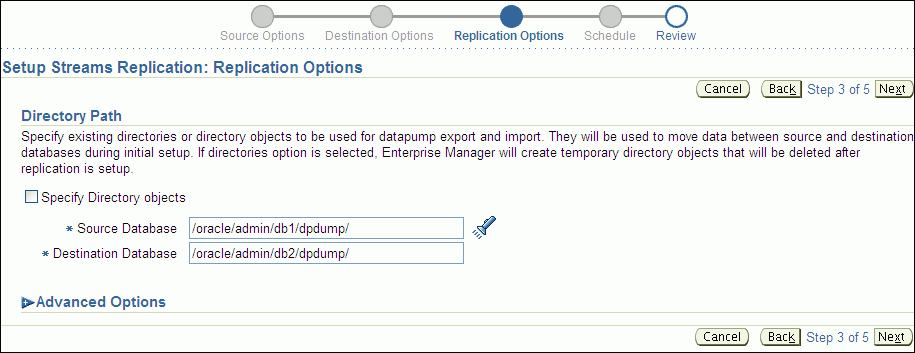 Source Options Destination Options Replication Options Schedule Review
Setup Streams Replication: Replication Options
Cancel Back Step 3 of 5 Next
Directory Path
Specify existing directories or directory objects to be used for datapump export and import. They will be used to move data between source and destination
databases during initial setup. If directories option is selected, Enterprise Manager will create temporary directory objects that will be deleted after
replication is setup.
Specify Directory objects
* Source Database /oracle/admin/db1/dpdump/
* Destination Database /oracle/admin/db2/dpdump/
Advanced Options
Cancel Back Step 3 of 5 Next